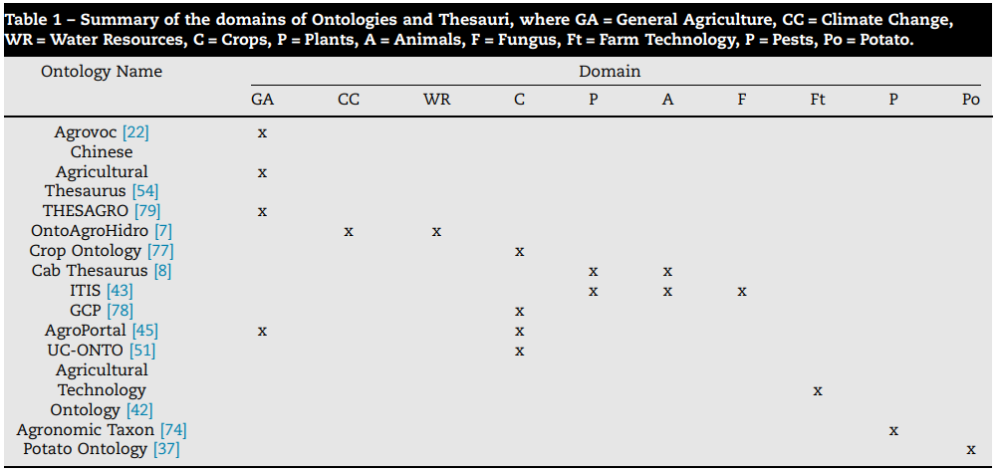 Table 1 – Summary of the domains of Ontologies and Thesauri, where GA = General Agriculture, CC = Climate Change,
WR = Water Resources, C = Crops, P = Plants, A = Animals, F = Fungus, Ft = Farm Technology, P = Pests, Po = Potato.
Ontology Name Domain
GA CC WR C P A F Ft P Po
Agrovoc [22] x
Chinese
Agricultural x
Thesaurus [54]
THESAGRO [79] x
OntoAgroHidro [7] x x
Crop Ontology [77] x
Cab Thesaurus [8] x x
ITIS [43] x x x
GCP [78] x
AgroPortal [45] x x
UC-ONTO [51] x
Agricultural
Technology x
Ontology [42]
Agronomic Taxon [74] x
Potato Ontology [37] x